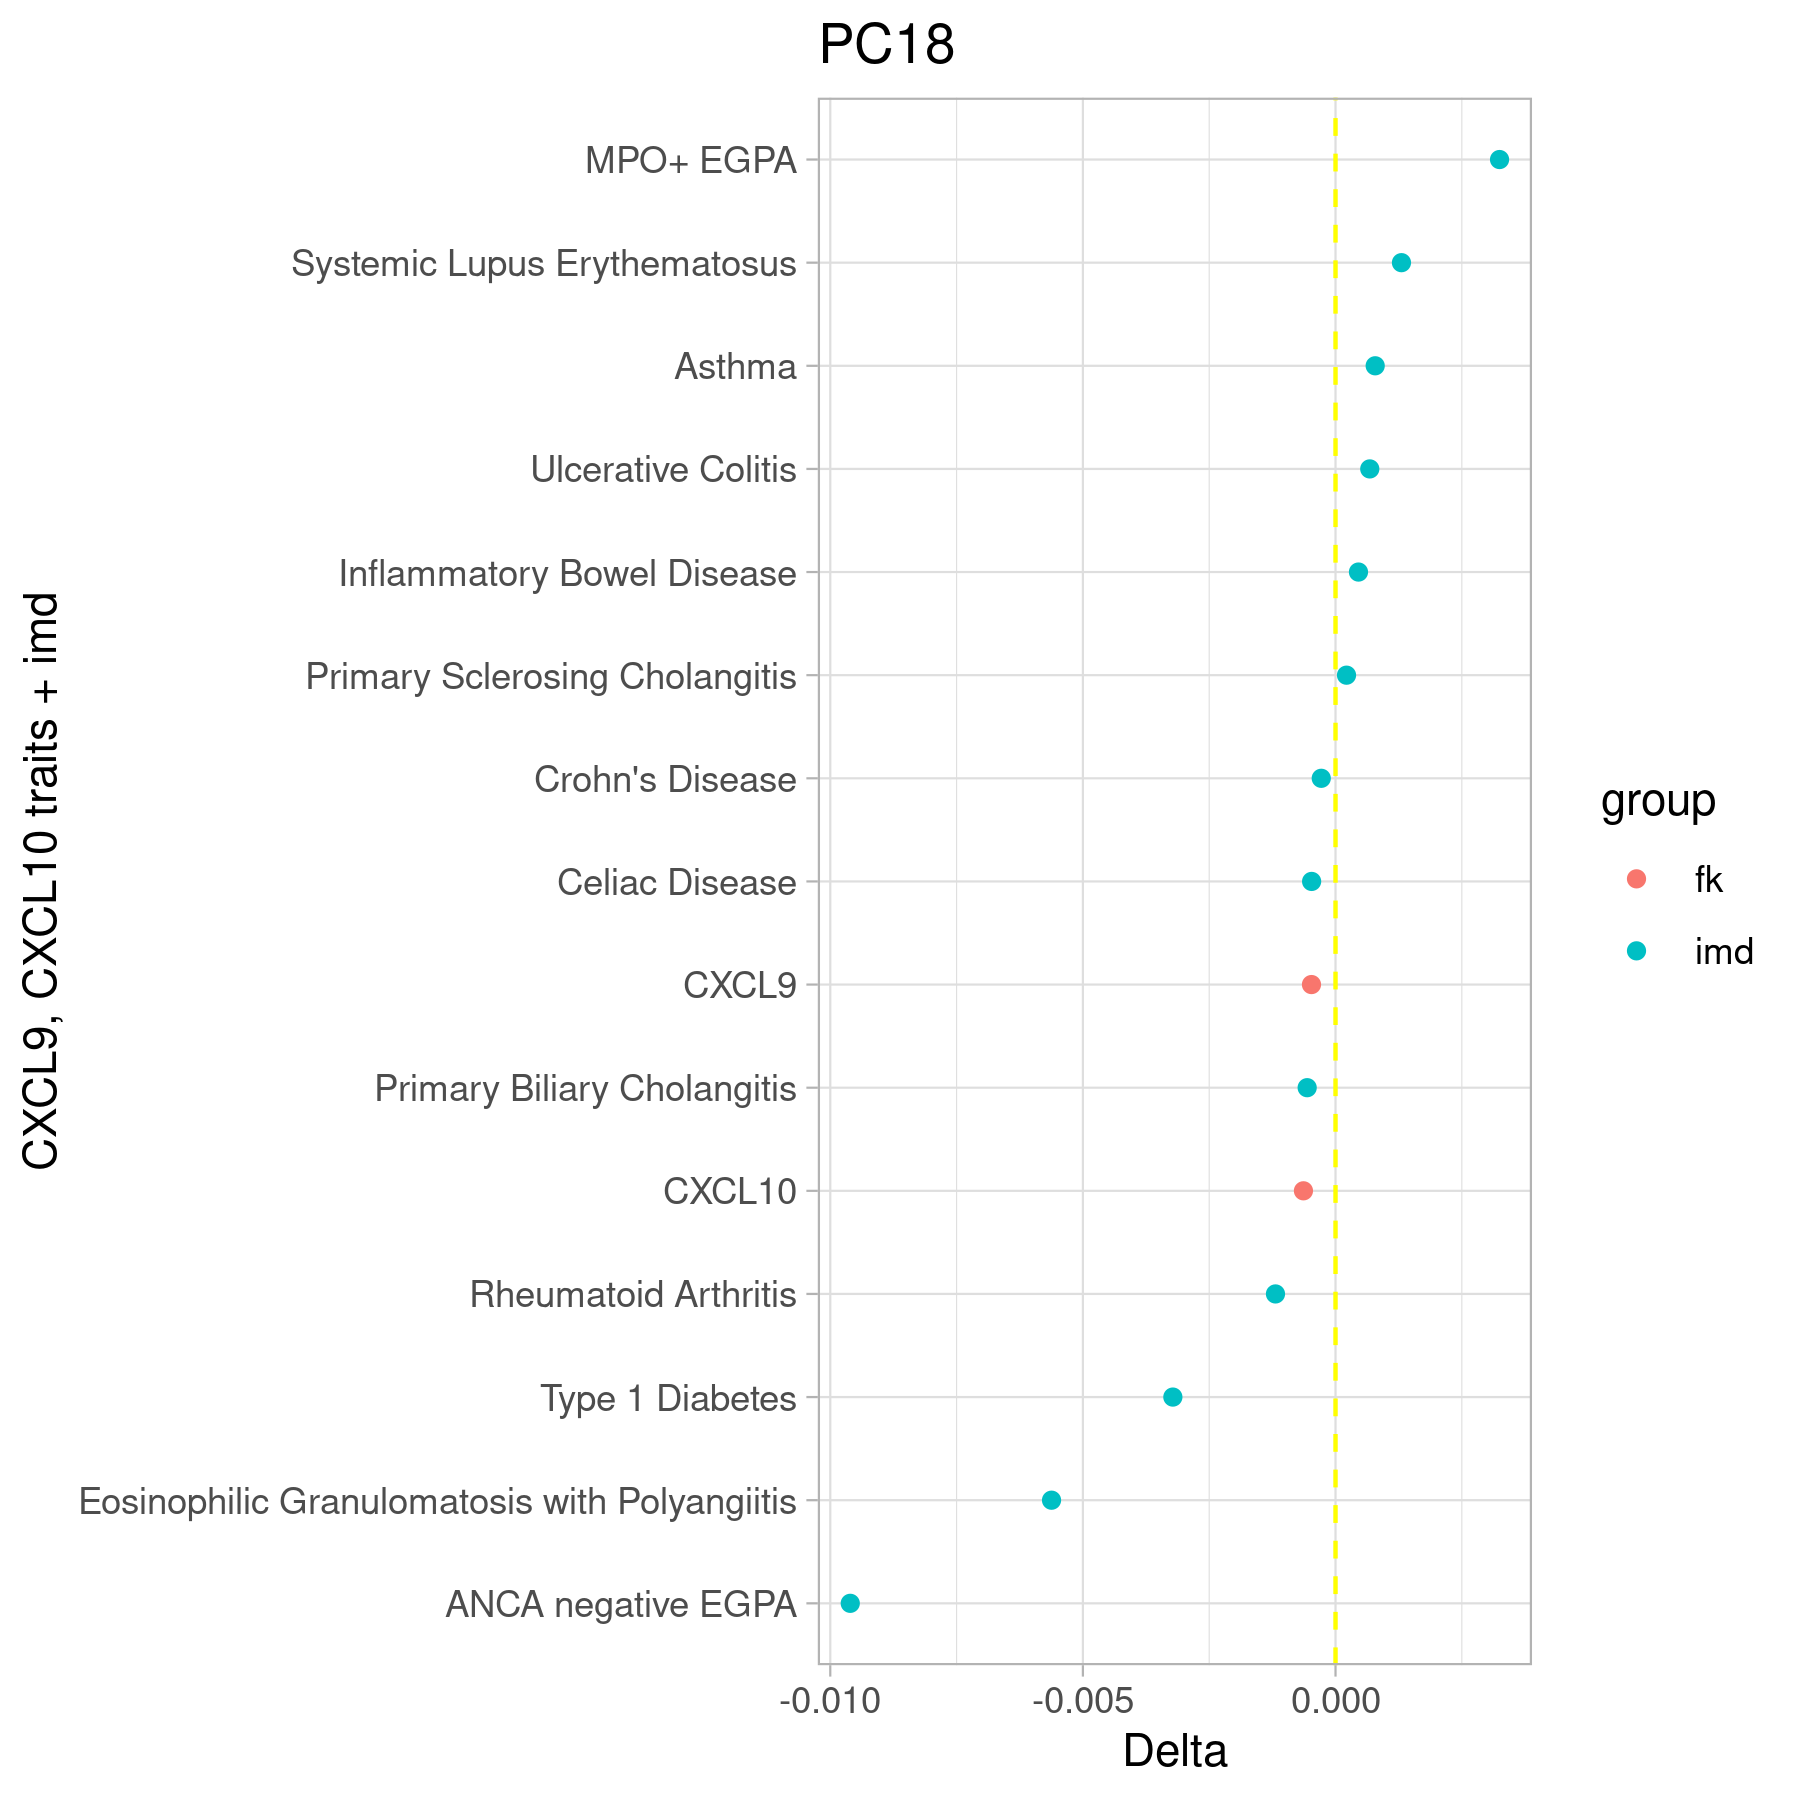 PC18
CXCL9, CXCL10 traits + imd
MPO+ EGPA
Systemic Lupus Erythematosus
Asthma
Ulcerative Colitis
Inflammatory Bowel Disease
Primary Sclerosing Cholangitis
Crohn's Disease
Celiac Disease
CXCL9
Primary Biliary Cholangitis
CXCL10
Rheumatoid Arthritis
Type 1 Diabetes
Eosinophilic Granulomatosis with Polyangiitis
ANCA negative EGPA
-0.010 -0.005 0.000
Delta
group
fk
imd